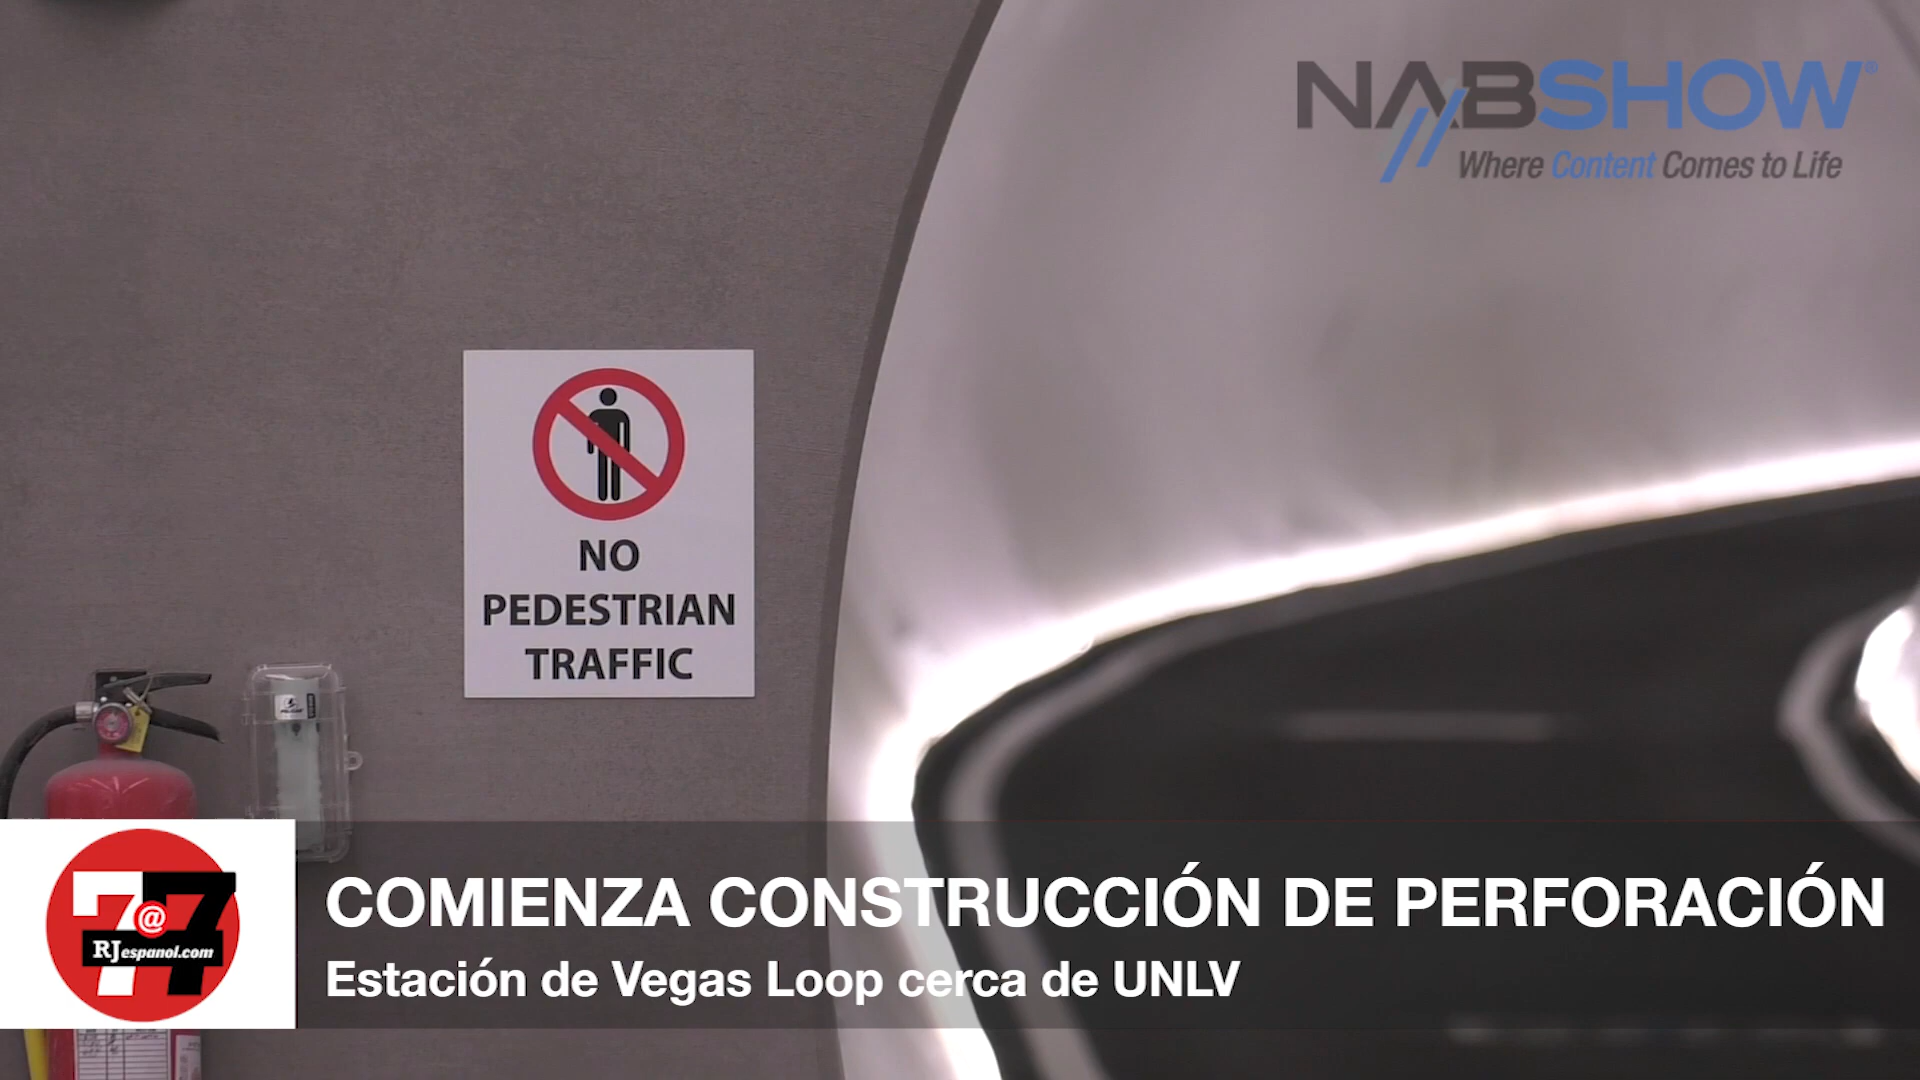 NABSHOW®
Where Content Comes to Life
NO
PEDESTRIAN
TRAFFIC
7@7
RJespanol.com
COMIENZA CONSTRUCCIÓN DE PERFORACIÓN
Estación de Vegas Loop cerca de UNLV